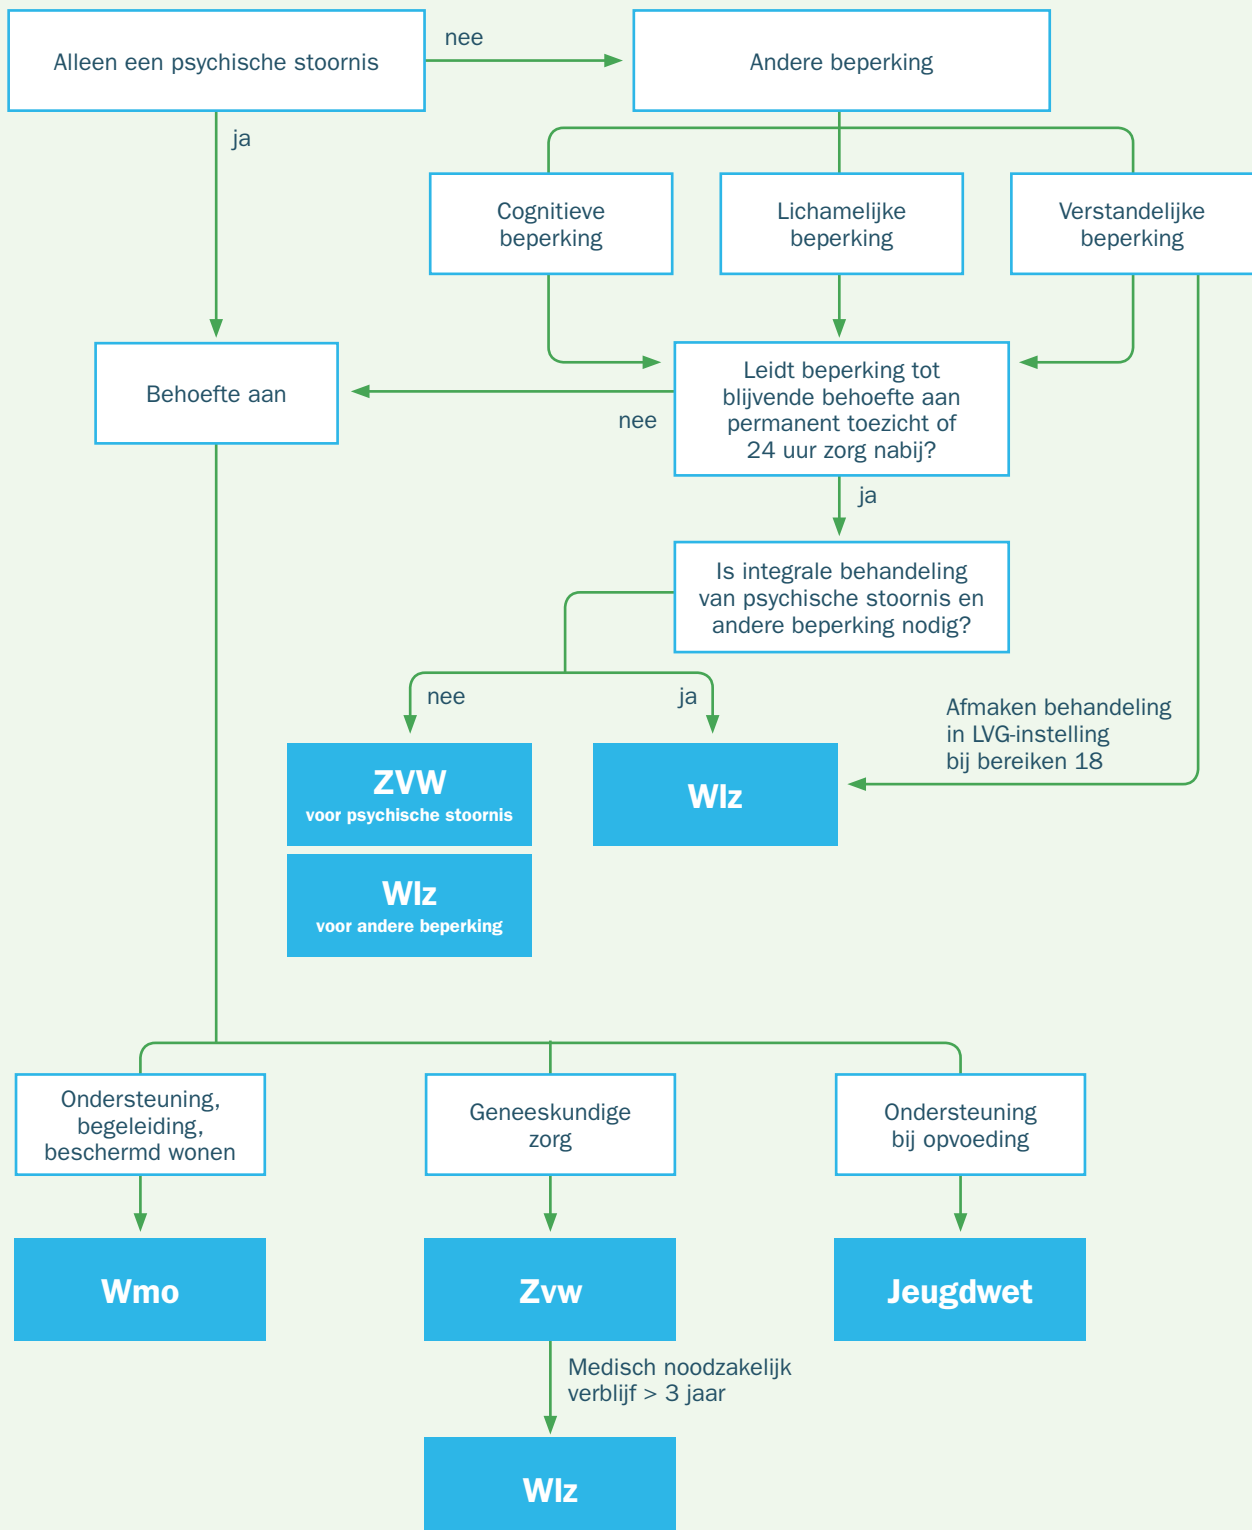 Alleen een psychische stoornis
nee
Andere beperking
ja
Cognitieve
beperking
Lichamelijke
beperking
Verstandelijke
beperking
Behoefte aan
nee
Leidt beperking tot
blijvende behoefte aan
permanent toezicht of
24 uur zorg nabij?
ja
Is integrale behandeling
van psychische stoornis en
andere beperking nodig?
nee
ja
Afmaken behandeling
in LVG-instelling
bij bereiken 18
ZVW
voor psychische stoornis
Wlz
Wlz
voor andere beperking
Ondersteuning,
begeleiding,
beschermd wonen
Geneeskundige
zorg
Ondersteuning
bij opvoeding
Wmo
Zvw
Jeugdwet
Medisch noodzakelijk
verblijf > 3 jaar
Wlz